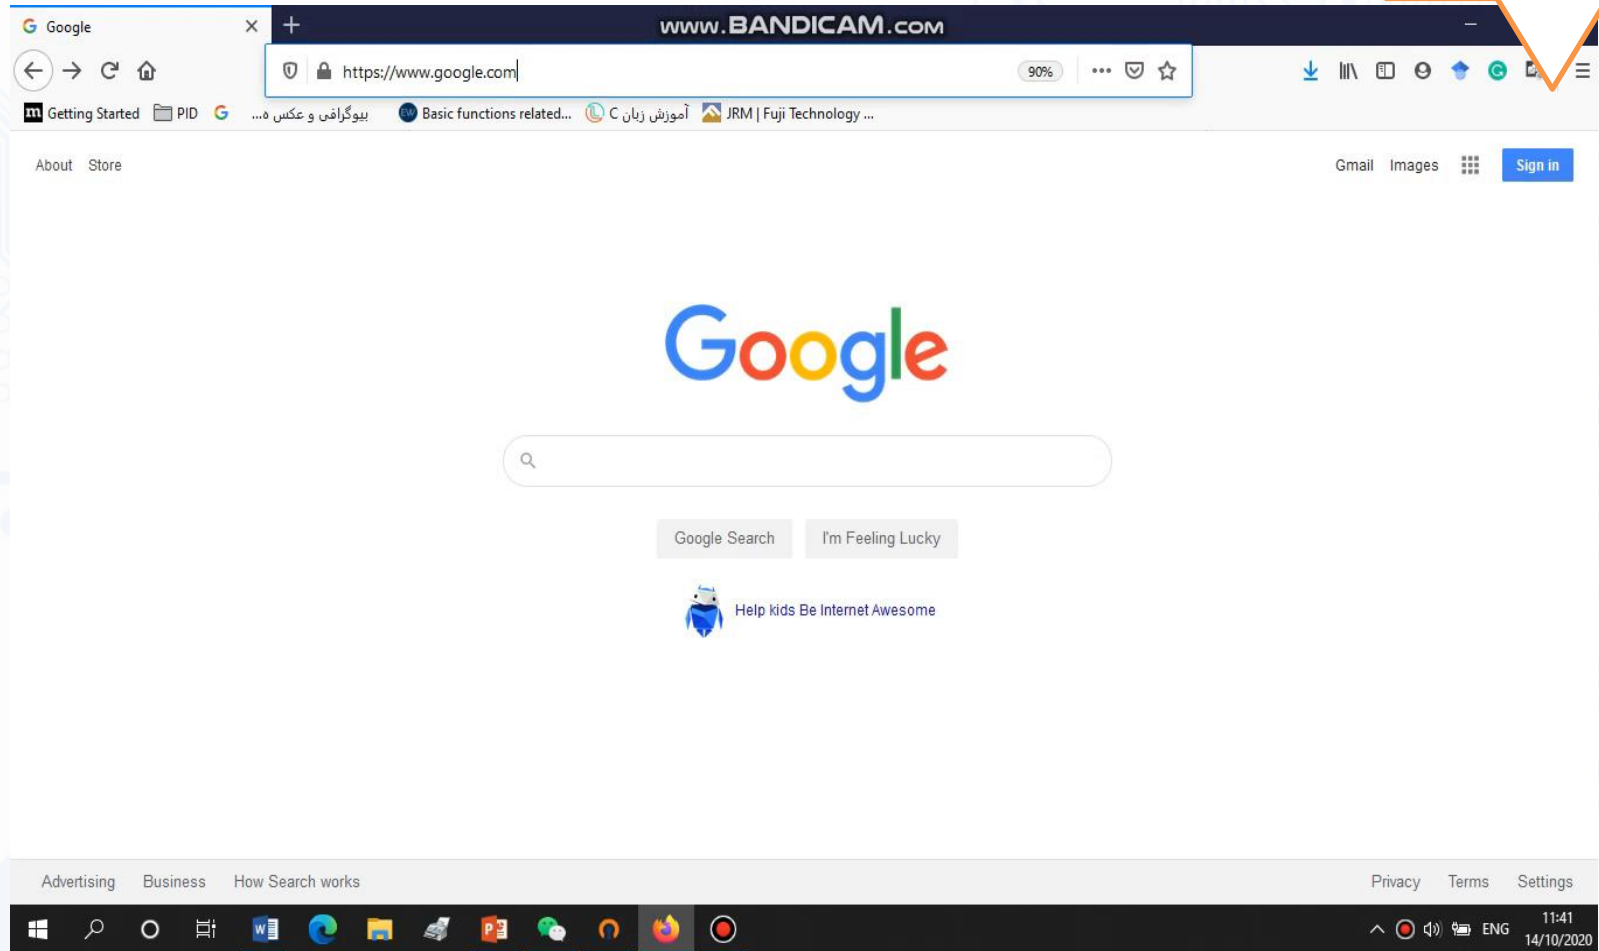 Google
www.BANDICAM.com
https://www.google.com
90%
Getting Started PID بیوگرافی و عکس ه... Basic functions related... آموزش زبان C JRM | Fuji Technology ...
About Store
Gmail Images Sign in
Google
Google Search I'm Feeling Lucky
Help kids Be Internet Awesome
Advertising Business How Search works
Privacy Terms Settings
ENG 11:41
14/10/2020